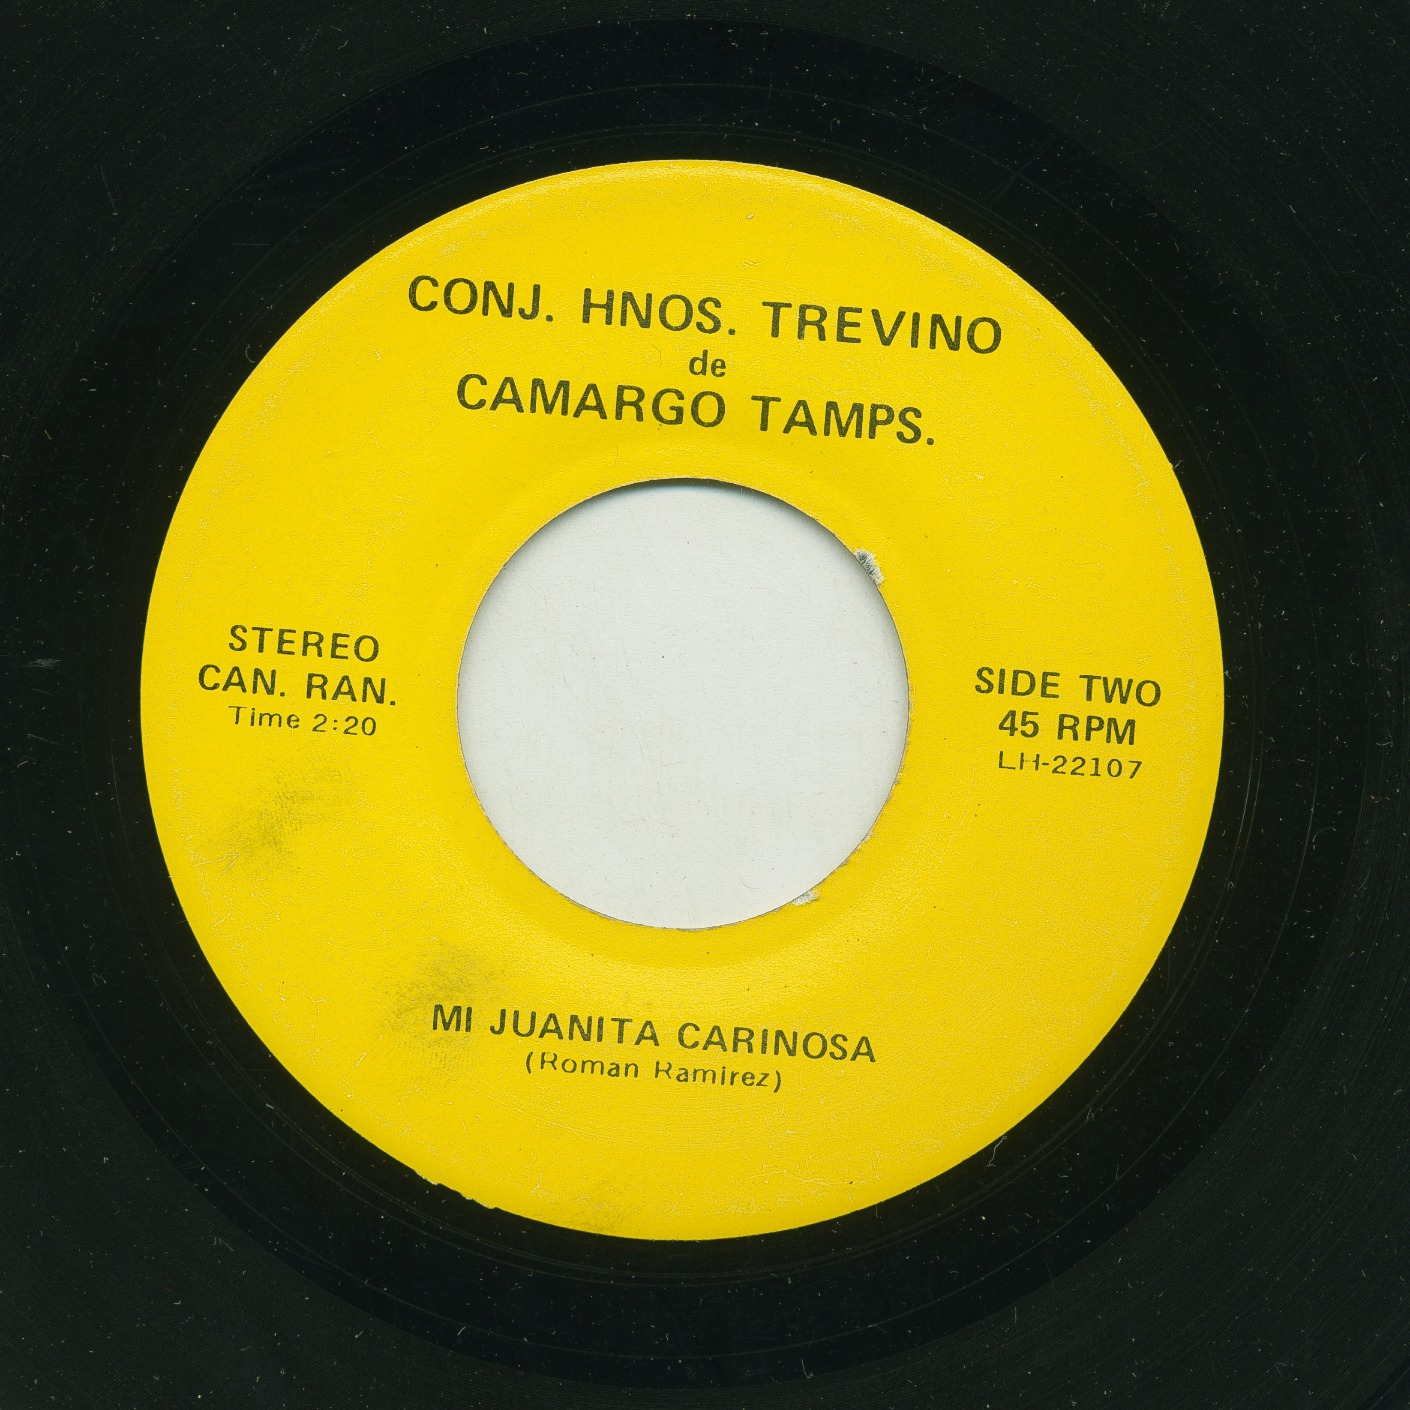 CONJ. HNOS. TREVINO
de
CAMARGO TAMPS.
STEREO
CAN. RAN.
Time 2:20
SIDE TWO
45 RPM
LH-22107
MI JUANITA CARINOSA
(Roman Ramirez)